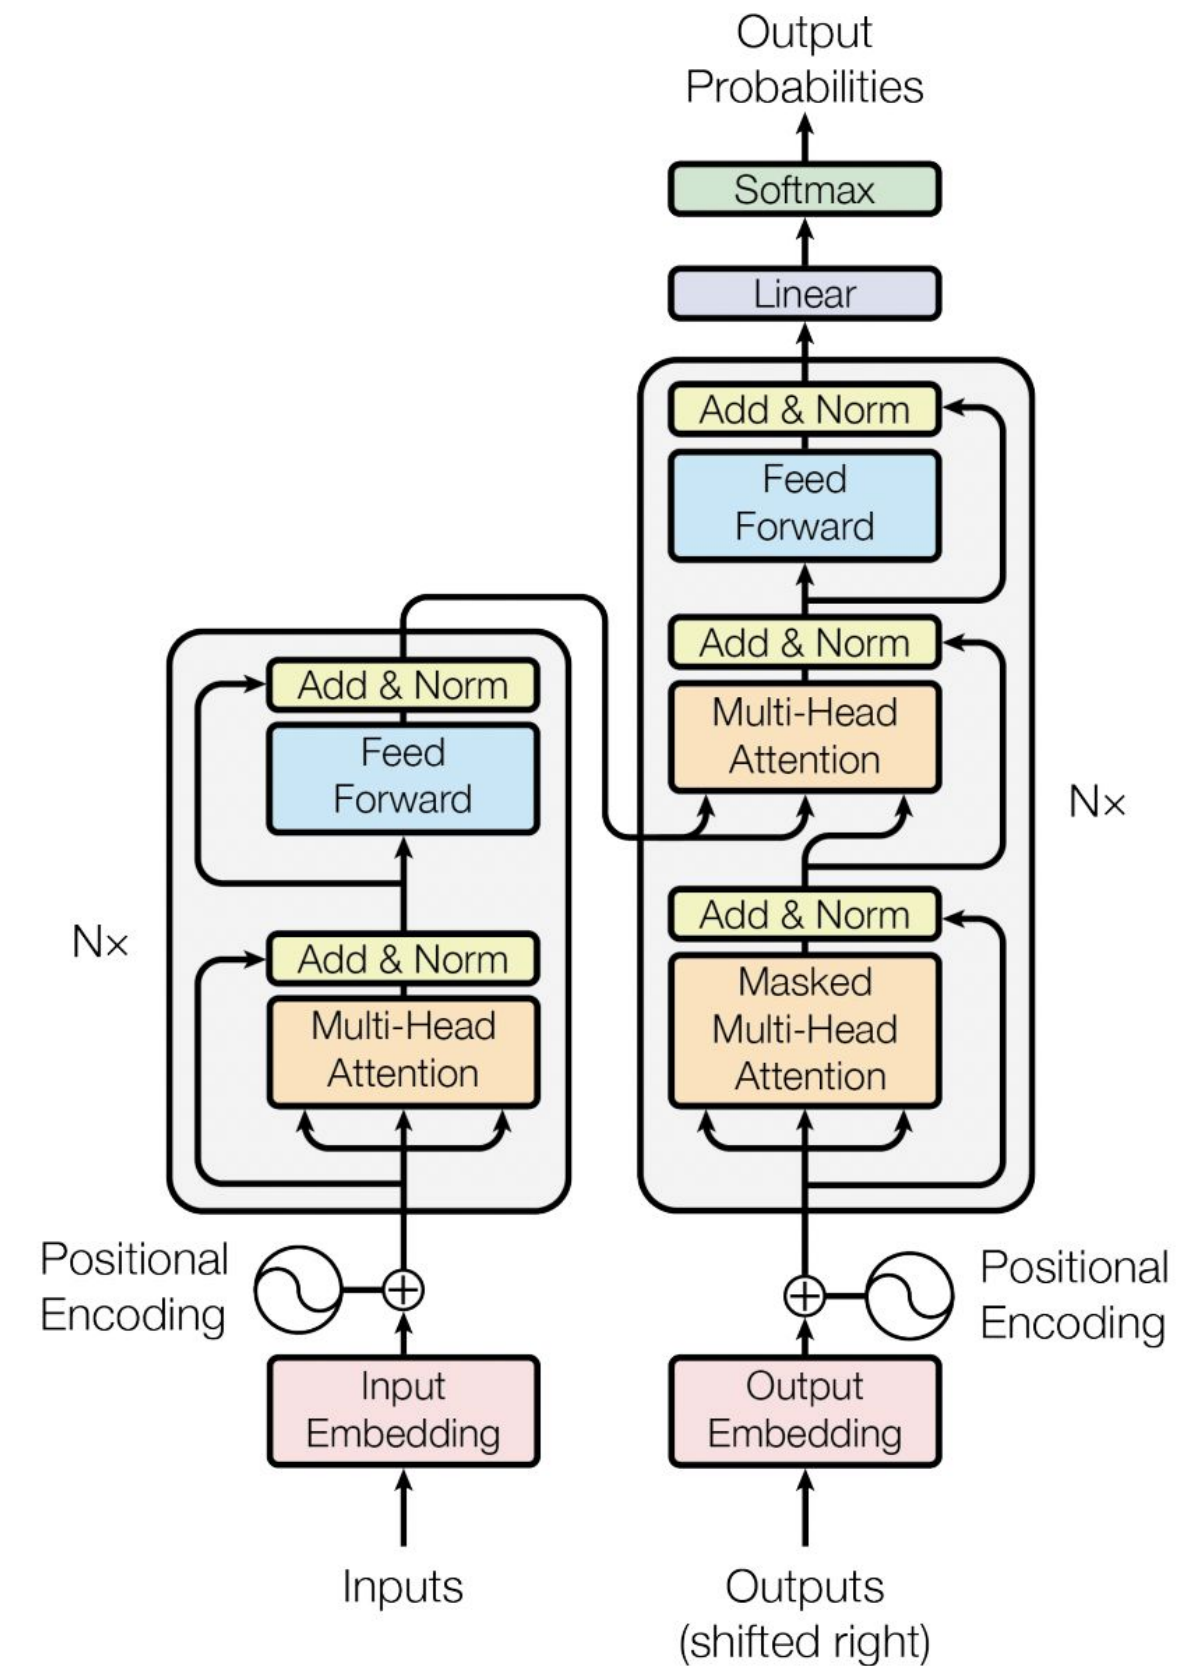 Output
Probabilities
Softmax
Linear
Add & Norm
Feed
Forward
Add & Norm
Multi-Head
Attention
Nx
Add & Norm
Masked
Multi-Head
Attention
Add & Norm
Feed
Forward
Nx
Add & Norm
Multi-Head
Attention
Positional
Encoding
Positional
Encoding
Input
Embedding
Output
Embedding
Inputs
Outputs
(shifted right)